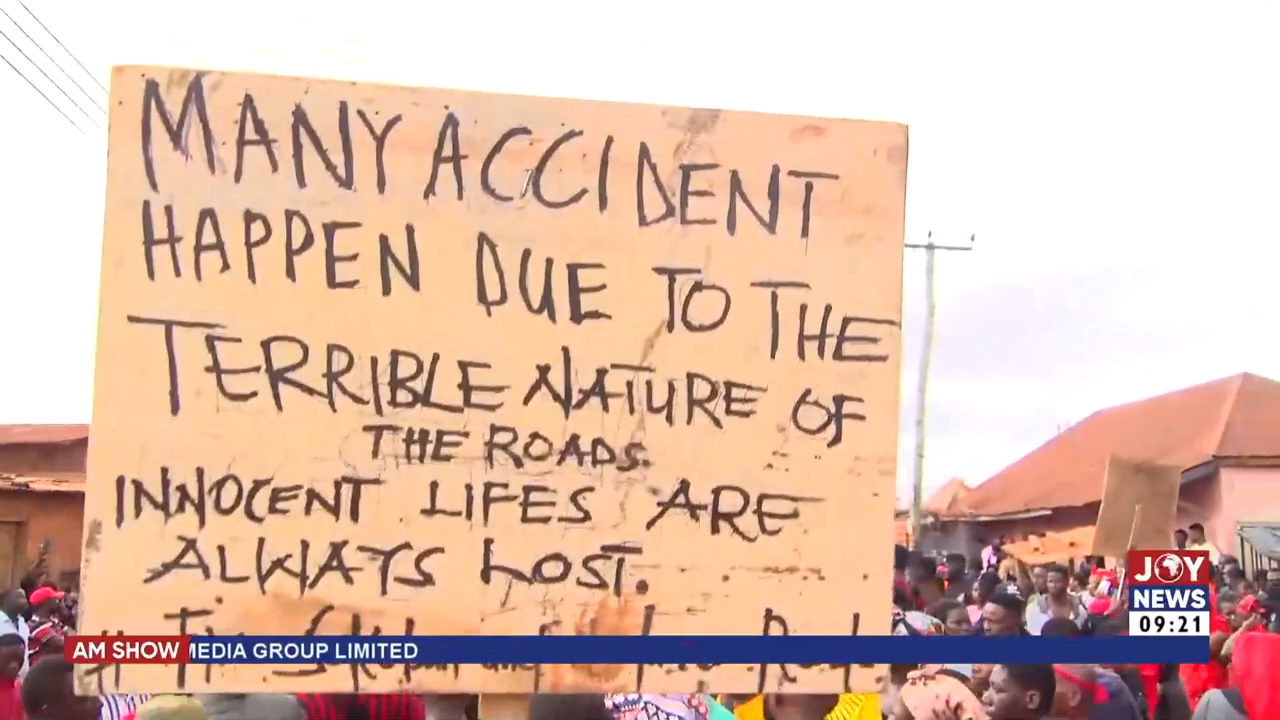 MANY ACCIDENT
HAPPEN DUE TO THE
TERRIBLE NATURE OF
THE ROADS.
INNOCENT LIFES ARE
ALWAYS LOST.
JOY
NEWS
09:21
AM SHOW
MEDIA GROUP LIMITED